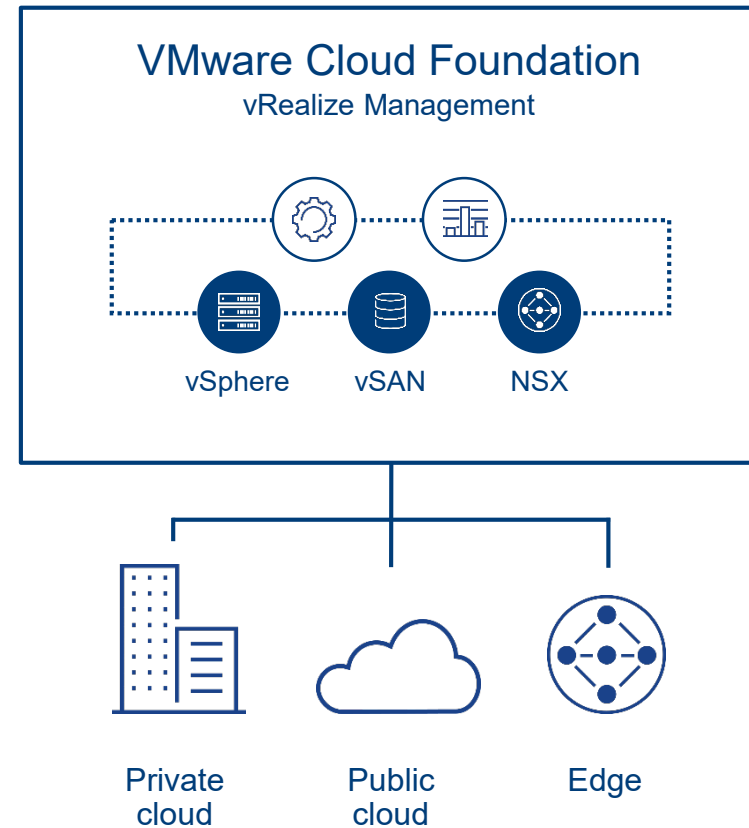 VMware Cloud Foundation
vRealize Management
vSphere
vSAN
NSX
Private
cloud
Public
cloud
Edge